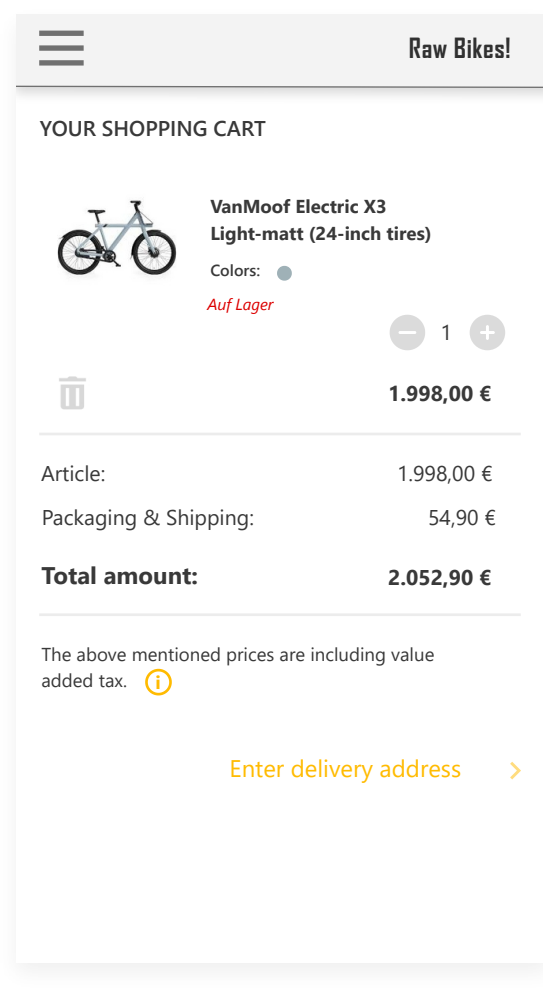 Raw Bikes!
YOUR SHOPPING CART
VanMoof Electric X3
Light-matt (24-inch tires)
Colors:
Auf Lager
1
1.998,00 €
Article: 1.998,00 €
Packaging & Shipping: 54,90 €
Total amount: 2.052,90 €
The above mentioned prices are including value
added tax.
Enter delivery address